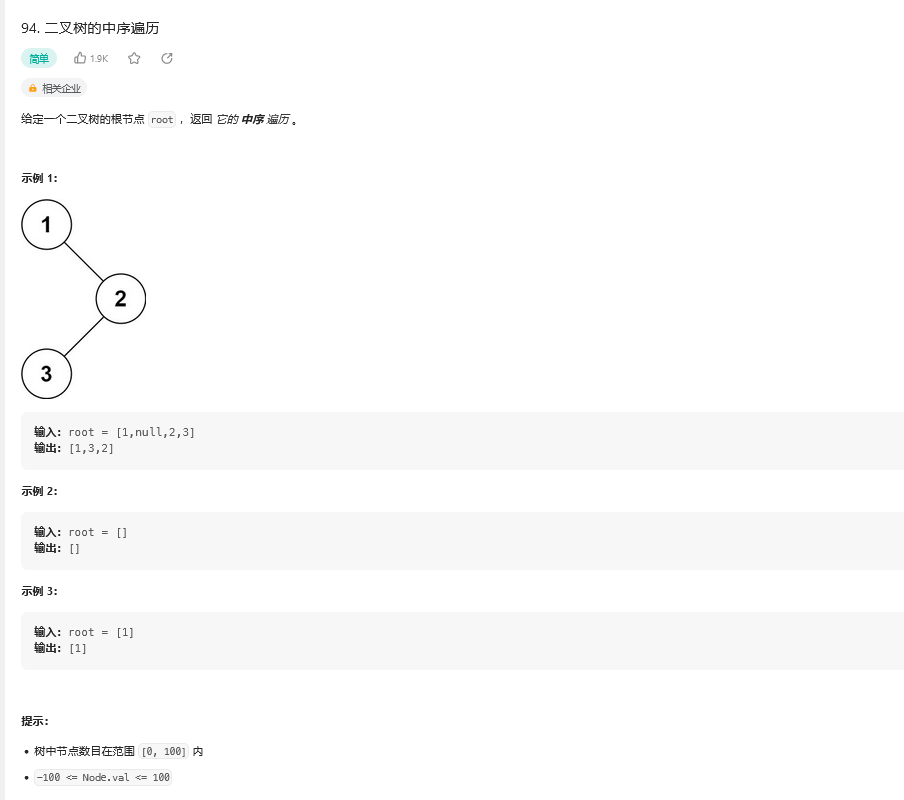 94. 二叉树的中序遍历
简单 1.9K
相关企业
给定一个二叉树的根节点 root ，返回 它的 中序 遍历 。
示例 1:
1
2
3
输入: root = [1,null,2,3]
输出: [1,3,2]
示例 2:
输入: root = []
输出: []
示例 3:
输入: root = [1]
输出: [1]
提示:
• 树中节点数目在范围 [0, 100] 内
• -100 <= Node.val <= 100